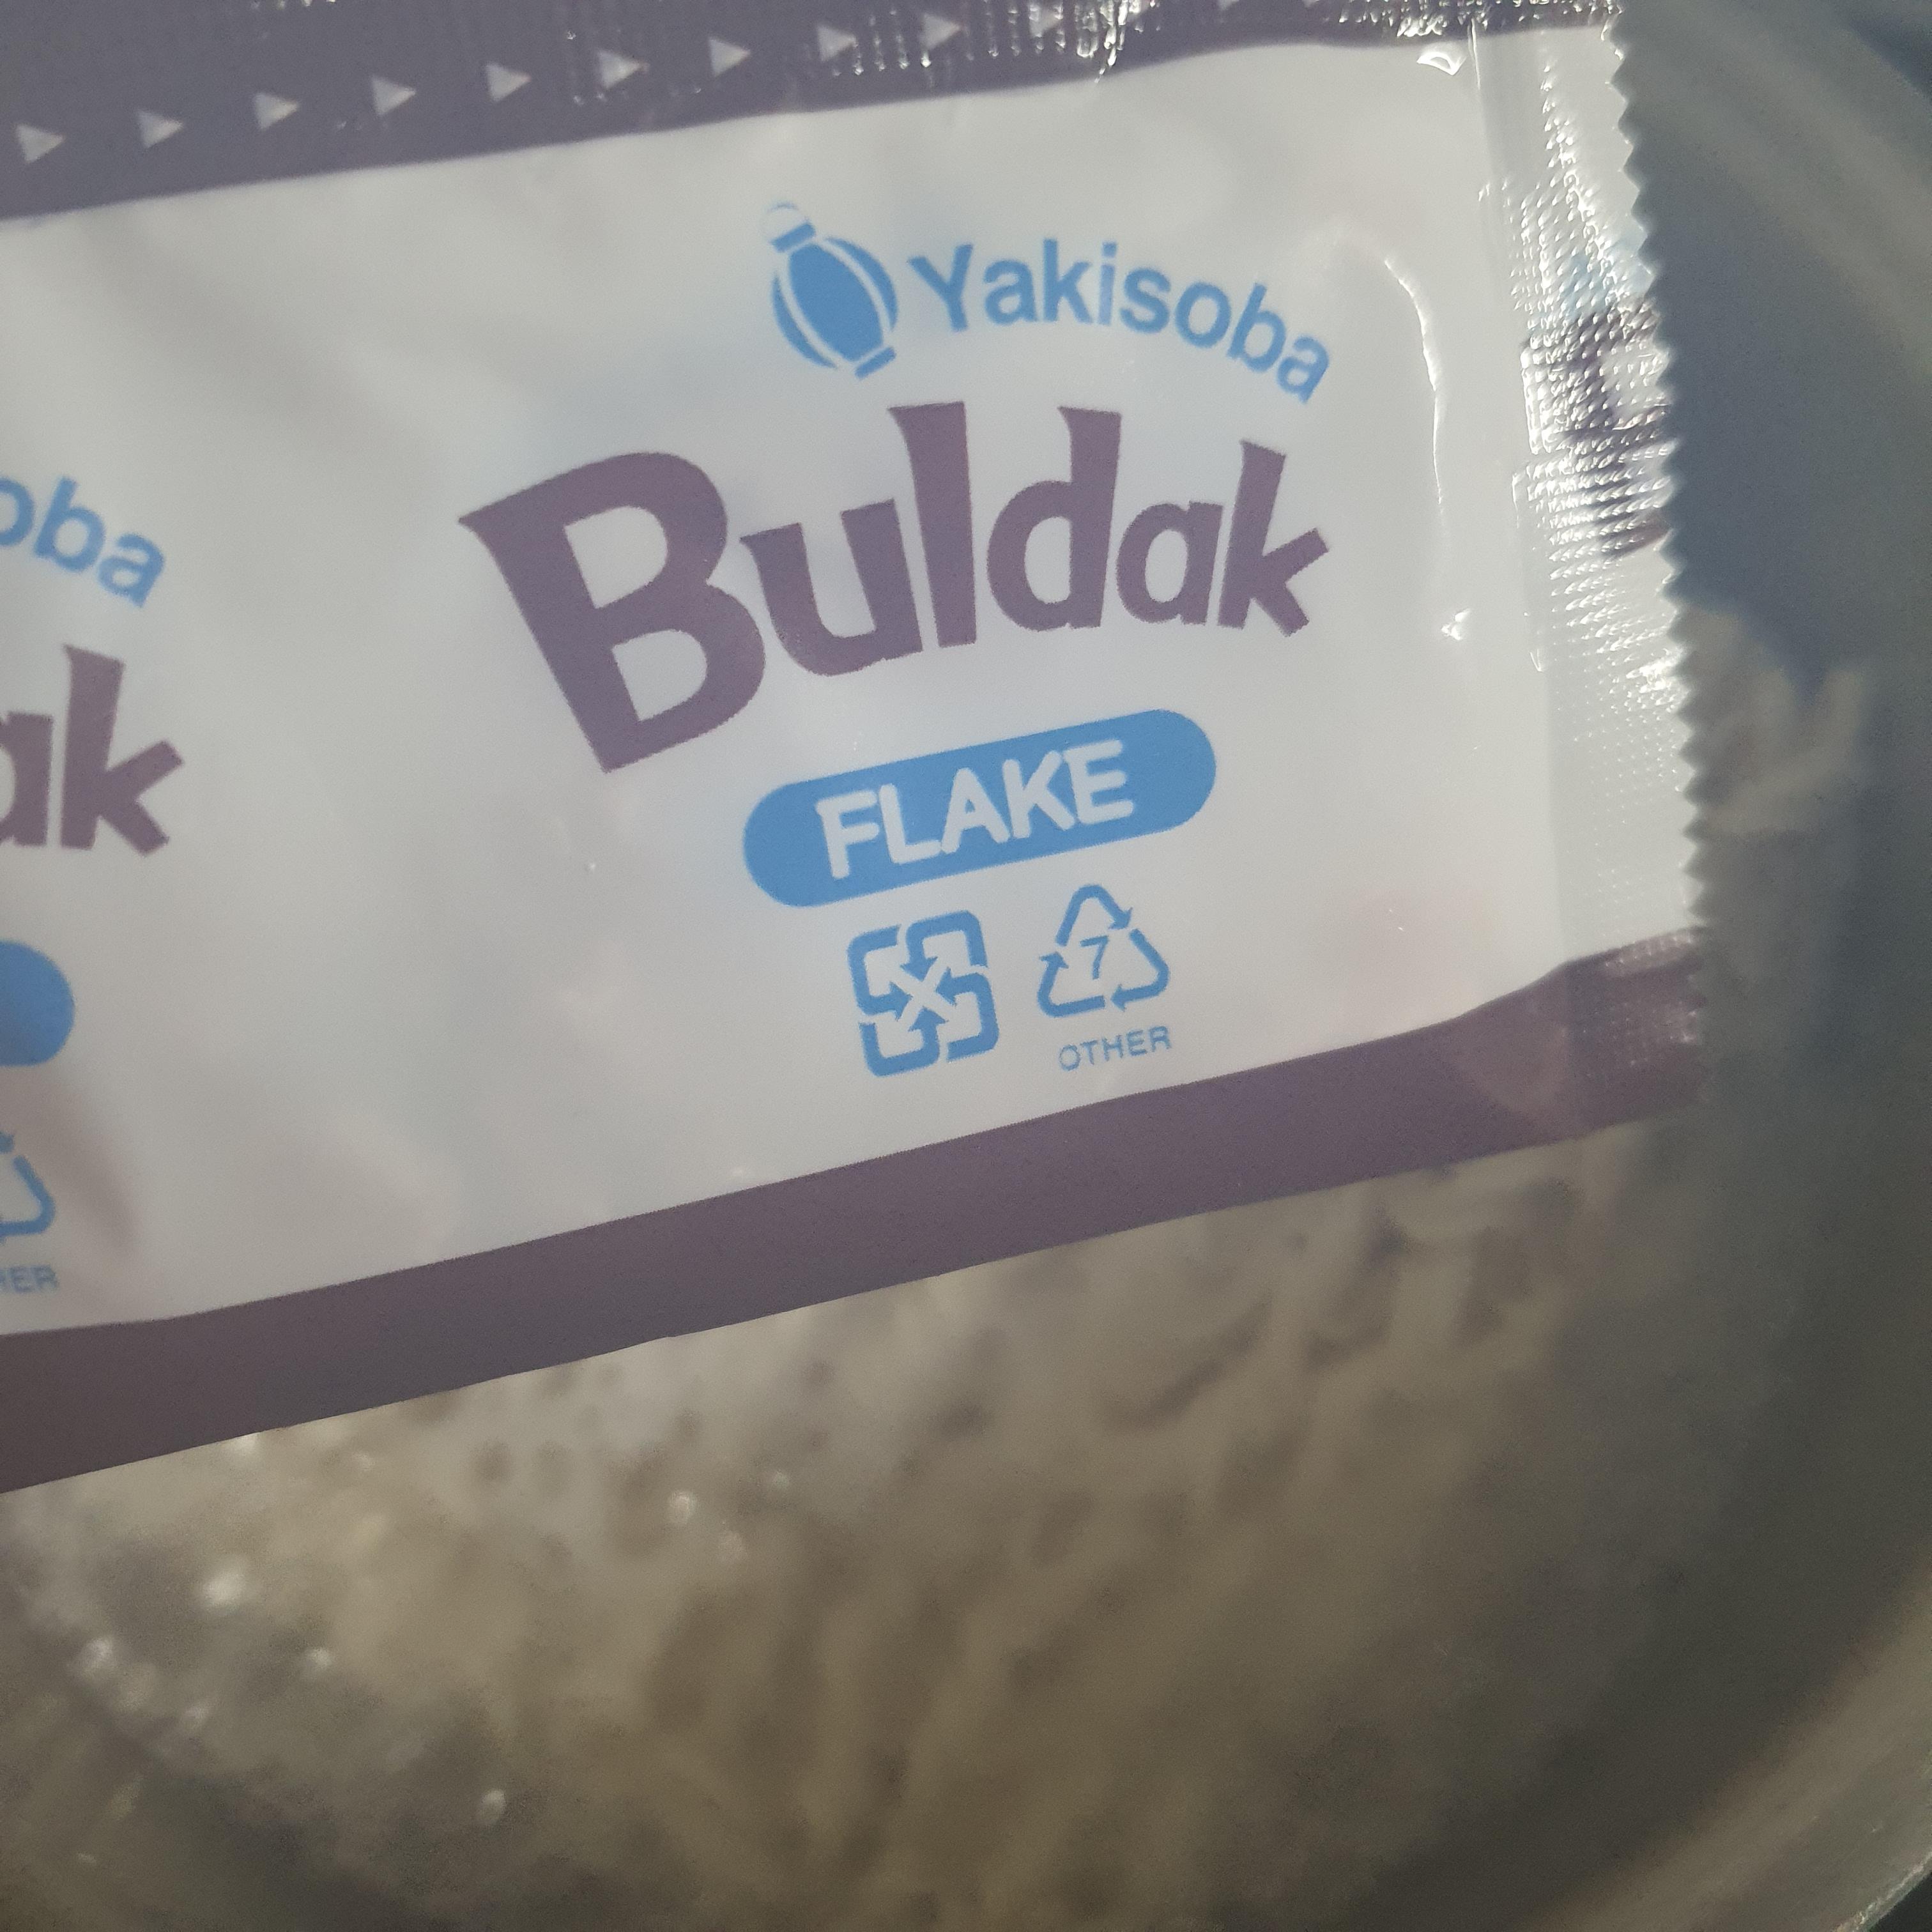 Yakisoba
Buldak
FLAKE
7
OTHER
oba
ak
HER